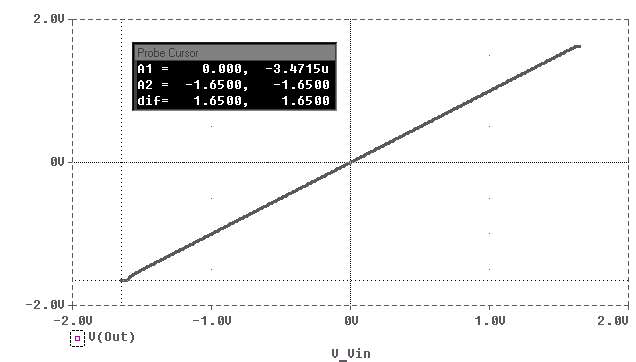 2.0V
Probe Cursor
A1 = 0.000, -3.4715u
A2 = -1.6500, -1.6500
dif= 1.6500, 1.6500
0V
-2.0V
-2.0V -1.0V 0V 1.0V 2.0V
V(Out)
V_Vin